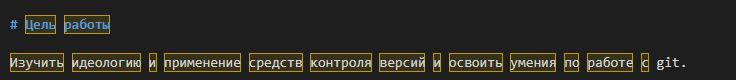 # Цель работы
Изучить идеологию и применение средств контроля версий и освоить умения по работе с git.